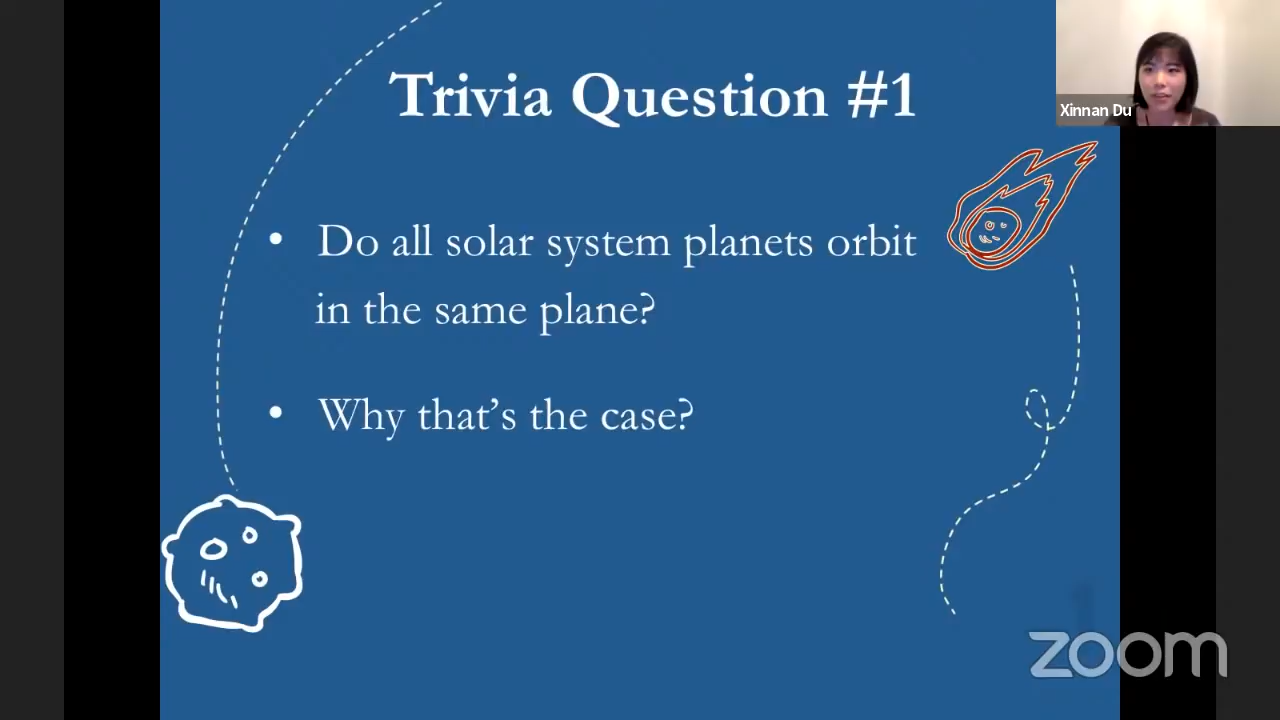 Trivia Question #1
Xinnan Du
• Do all solar system planets orbit
in the same plane?
• Why that’s the case?
zoom